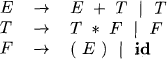 E → E + T | T
T → T * F | F
F → ( E ) | id